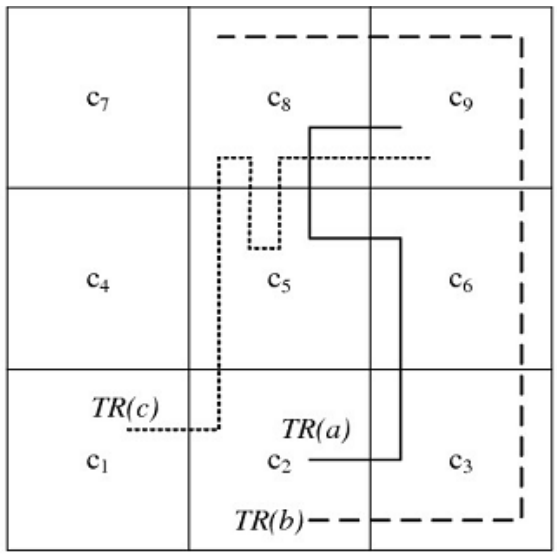 c₇ c₈ c₉
c₄ c₅ c₆
TR(c)
TR(a)
c₁ c₂ c₃
TR(b)